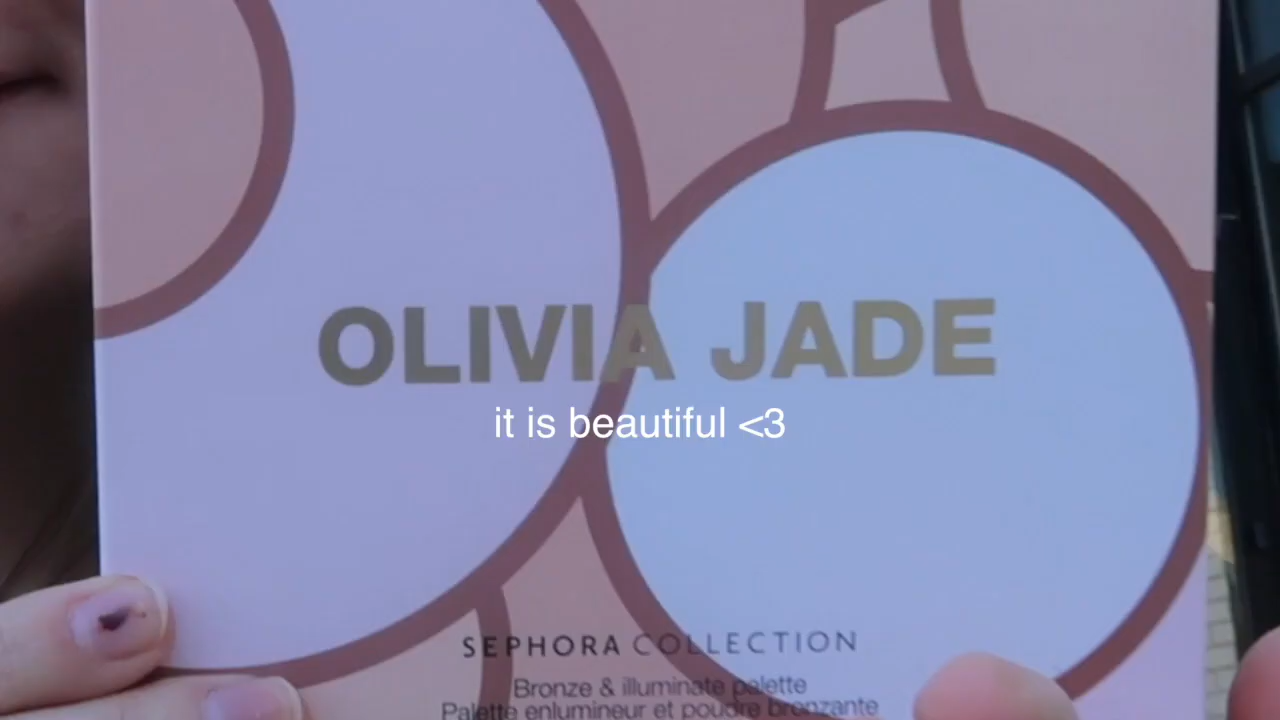 OLIVIA JADE
it is beautiful <3
SEPHORA COLLECTION
Bronze & illuminate palette
Palette enlumineur et poudre bronzante